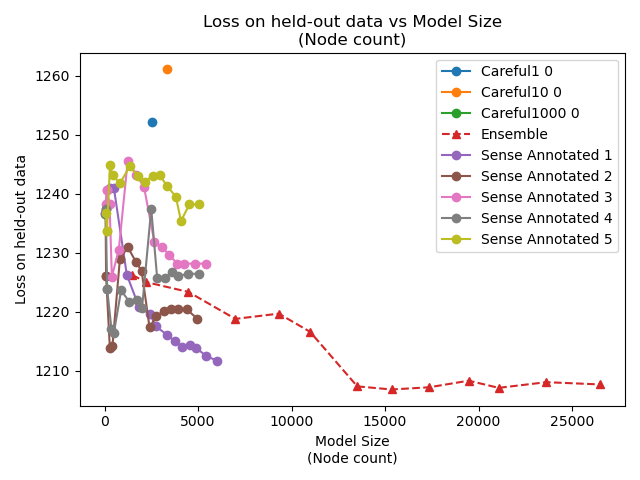 Loss on held-out data vs Model Size
(Node count)
Loss on held-out data
1260
1250
1240
1230
1220
1210
Careful1 0
Careful10 0
Careful1000 0
Ensemble
Sense Annotated 1
Sense Annotated 2
Sense Annotated 3
Sense Annotated 4
Sense Annotated 5
0
5000
10000
15000
20000
25000
Model Size
(Node count)